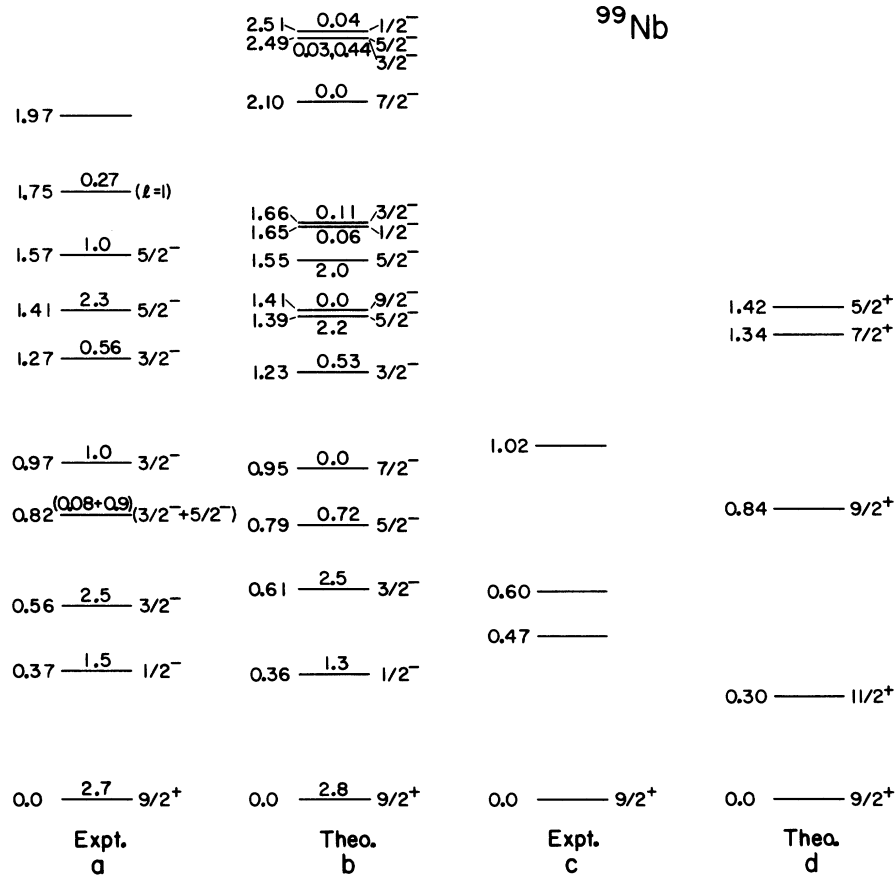 99Nb
1.97
1.75 0.27 (ℓ=1)
1.57 1.0 5/2⁻
1.41 2.3 5/2⁻
1.27 0.56 3/2⁻
0.97 1.0 3/2⁻
0.82 (0.08+0.9) (3/2⁻+5/2⁻)
0.56 2.5 3/2⁻
0.37 1.5 1/2⁻
0.0 2.7 9/2⁺
Expt.
a
2.51 0.04 1/2⁻
2.49 0.03,0.44 5/2⁻
3/2⁻
2.10 0.0 7/2⁻
1.66 0.11 3/2⁻
1.65 0.06 1/2⁻
1.55 2.0 5/2⁻
1.41 0.0 9/2⁻
1.39 2.2 5/2⁻
1.23 0.53 3/2⁻
0.95 0.0 7/2⁻
0.79 0.72 5/2⁻
0.61 2.5 3/2⁻
0.36 1.3 1/2⁻
0.0 2.8 9/2⁺
Theo.
b
1.02
0.60
0.47
0.0 9/2⁺
Expt.
c
1.42 5/2⁺
1.34 7/2⁺
0.84 9/2⁺
0.30 11/2⁺
0.0 9/2⁺
Theo.
d